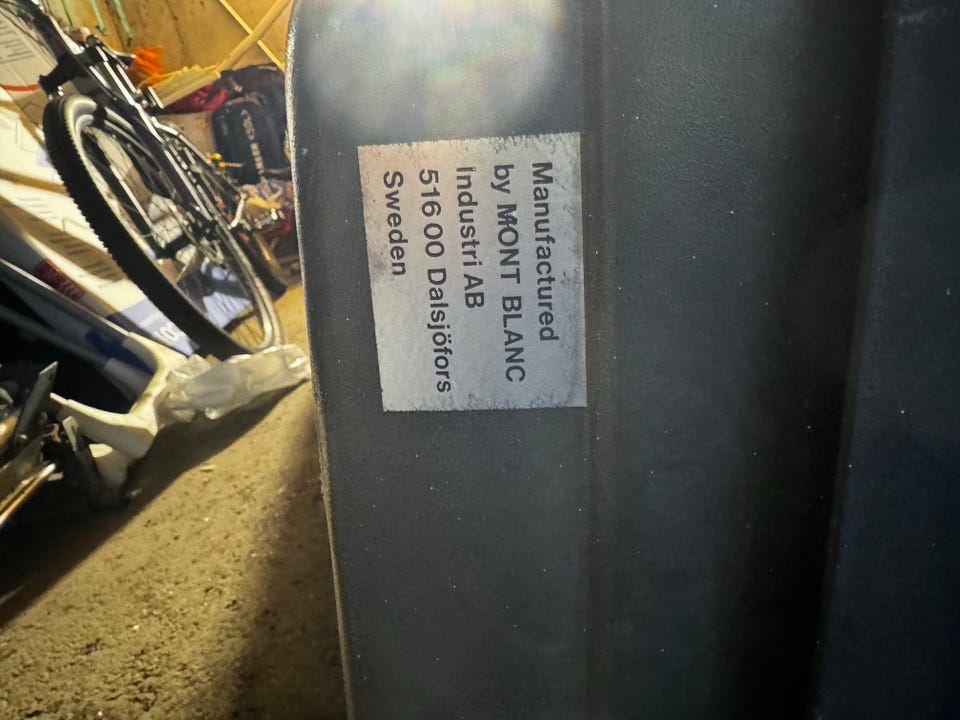 Manufactured
by MONT BLANC
Industri AB
516 00 Dalsjöfors
Sweden